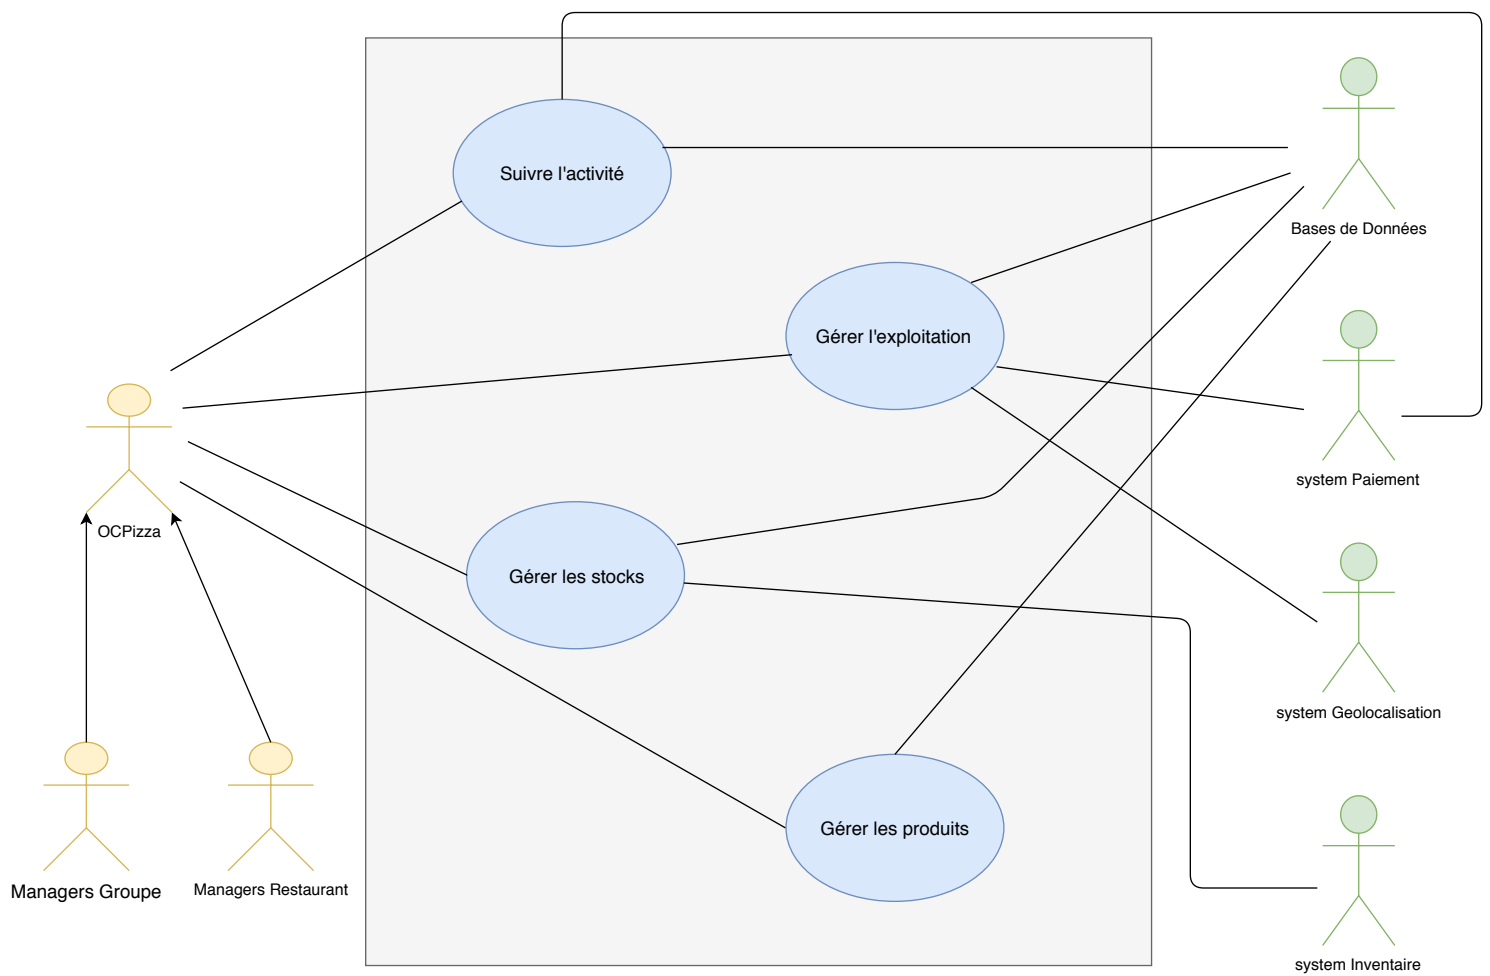 Suivre l'activité
Bases de Données
Gérer l'exploitation
system Paiement
OCPizza
Gérer les stocks
system Geolocalisation
Gérer les produits
Managers Groupe
Managers Restaurant
system Inventaire